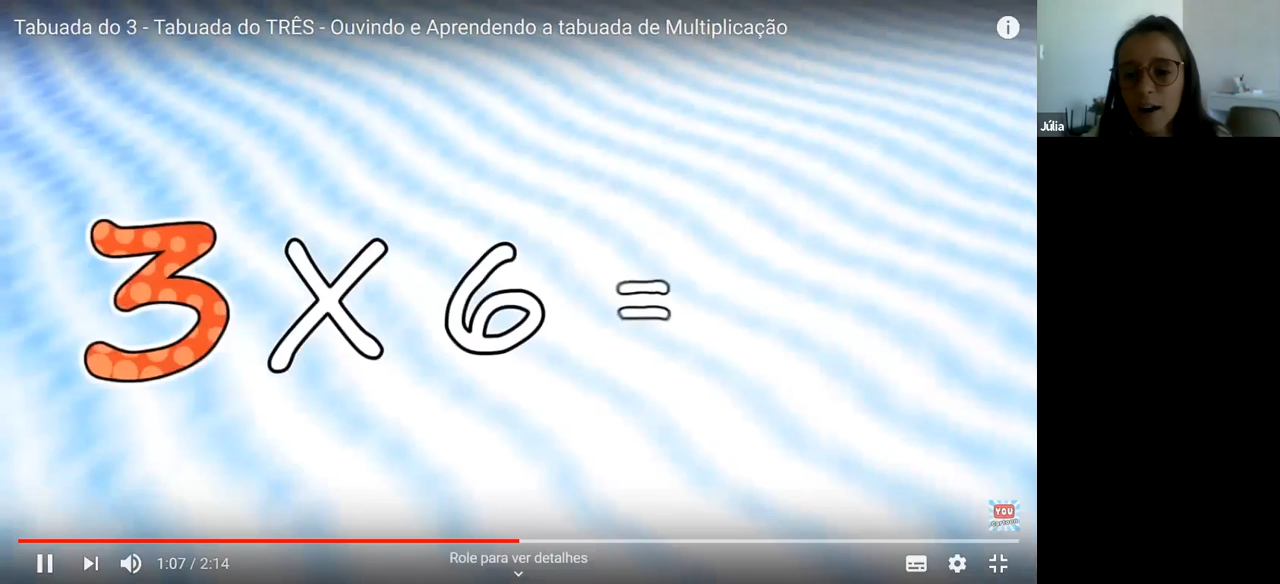 Tabuada do 3 - Tabuada do TRÊS - Ouvindo e Aprendendo a tabuada de Multiplicação
i
Júlia
3 X 6 =
YOU
Cartoon
1:07 / 2:14
Role para ver detalhes